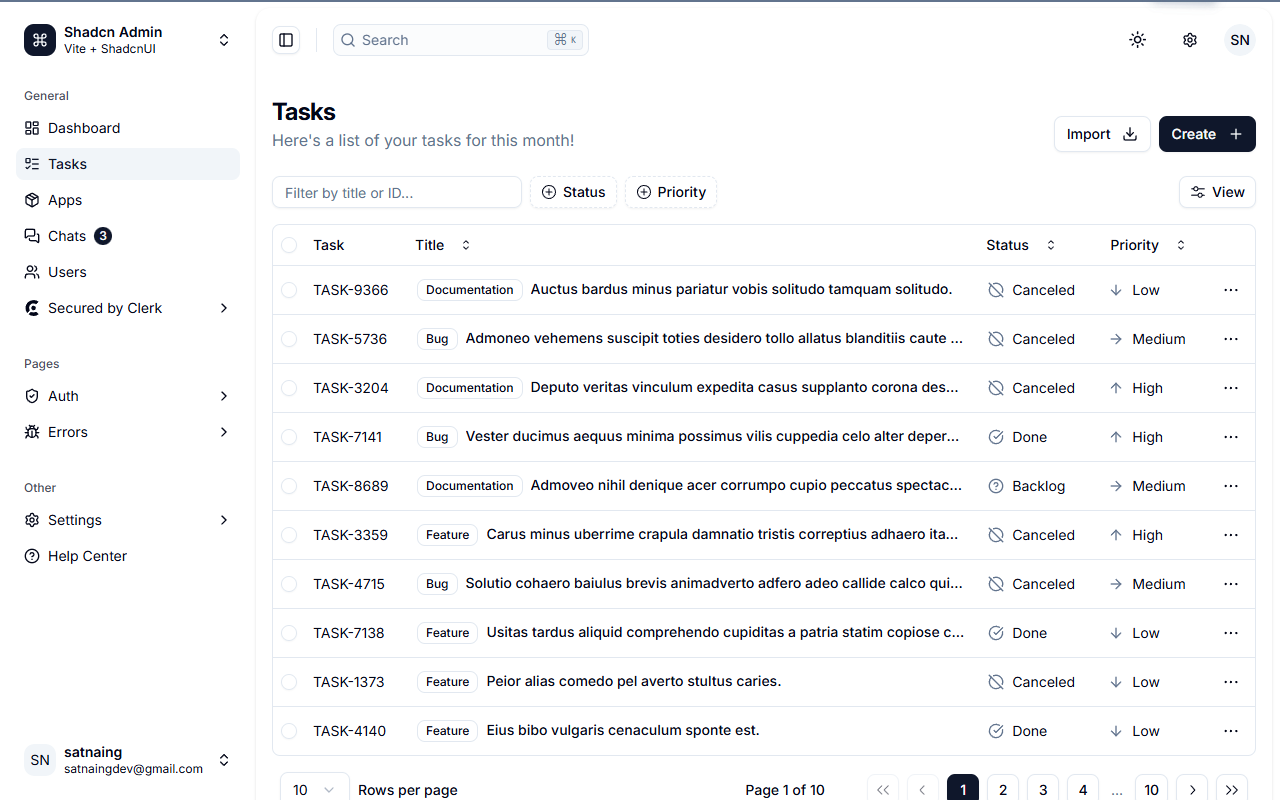 Shadcn Admin
Vite + ShadcnUI
General
Dashboard
Tasks
Apps
Chats 3
Users
Secured by Clerk
Pages
Auth
Errors
Other
Settings
Help Center
SN satnaing
satnaingdev@gmail.com
Search ⌘ K
SN
Tasks
Here's a list of your tasks for this month!
Import
Create
Filter by title or ID...
Status
Priority
View
Task Title Status Priority
TASK-9366 Documentation Auctus bardus minus pariatur vobis solitudo tamquam solitudo. Canceled Low
TASK-5736 Bug Admoneo vehemens suscipit toties desidero tollo allatus blanditiis caute ... Canceled Medium
TASK-3204 Documentation Deputo veritas vinculum expedita casus supplanto corona des... Canceled High
TASK-7141 Bug Vester ducimus aequus minima possimus vilis cuppedia celo alter deper... Done High
TASK-8689 Documentation Admoveo nihil denique acer corrumpo cupio peccatus spectac... Backlog Medium
TASK-3359 Feature Carus minus uberrime crapula damnatio tristis correptius adhaero ita... Canceled High
TASK-4715 Bug Solutio cohaero baiulus brevis animadverto adfero adeo callide calco qui... Canceled Medium
TASK-7138 Feature Usitas tardus aliquid comprehendo cupiditas a patria statim copiose c... Done Low
TASK-1373 Feature Peior alias comedo pel averto stultus caries. Canceled Low
TASK-4140 Feature Eius bibo vulgaris cenaculum sponte est. Done Low
10 Rows per page Page 1 of 10 1 2 3 4 ... 10